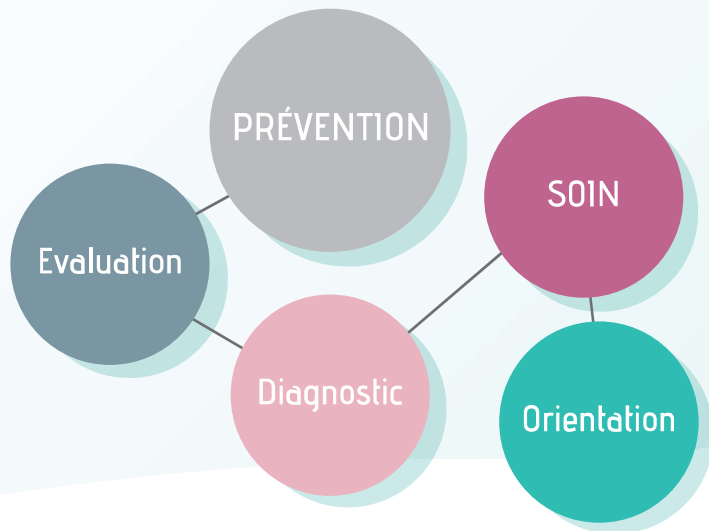 PRÉVENTION
SOIN
Evaluation
Diagnostic
Orientation